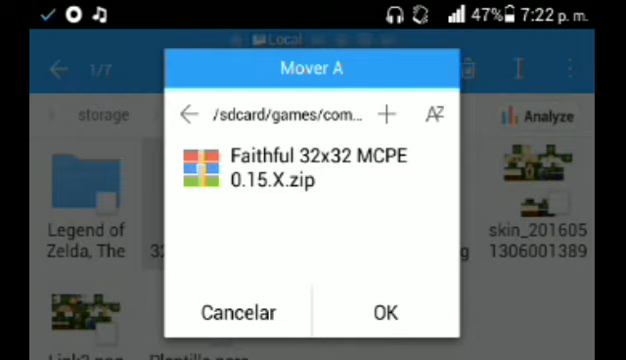 47% 7:22 p. m.
Local
1/7
Mover A
storage
/sdcard/games/com...
AZ
Analyze
Faithful 32x32 MCPE
0.15.X.zip
Legend of
Zelda, The
skin_201605
1306001389
Cancelar
OK